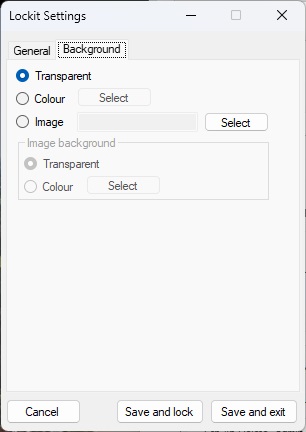 Lockit Settings
General Background
Transparent
Colour Select
Image Select
Image background
Transparent
Colour Select
Cancel Save and lock Save and exit